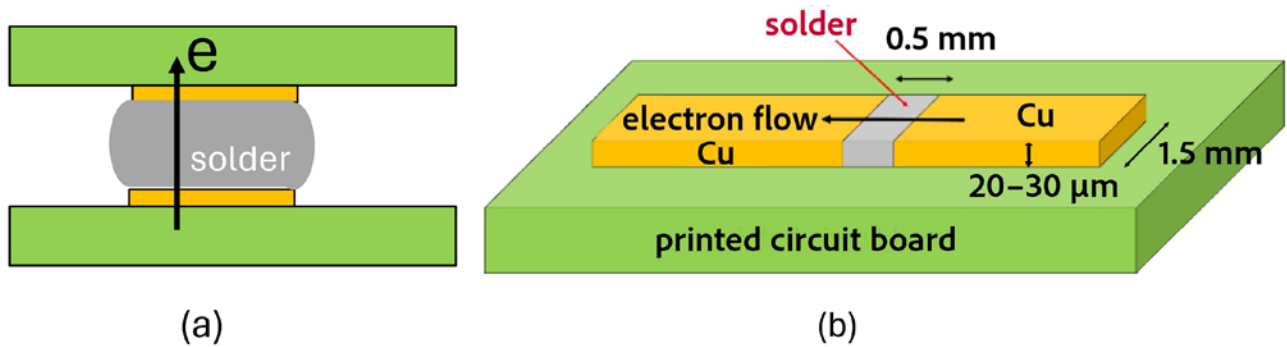 e
solder
(a)
solder
0.5 mm
electron flow
Cu
Cu
1.5 mm
20–30 μm
printed circuit board
(b)